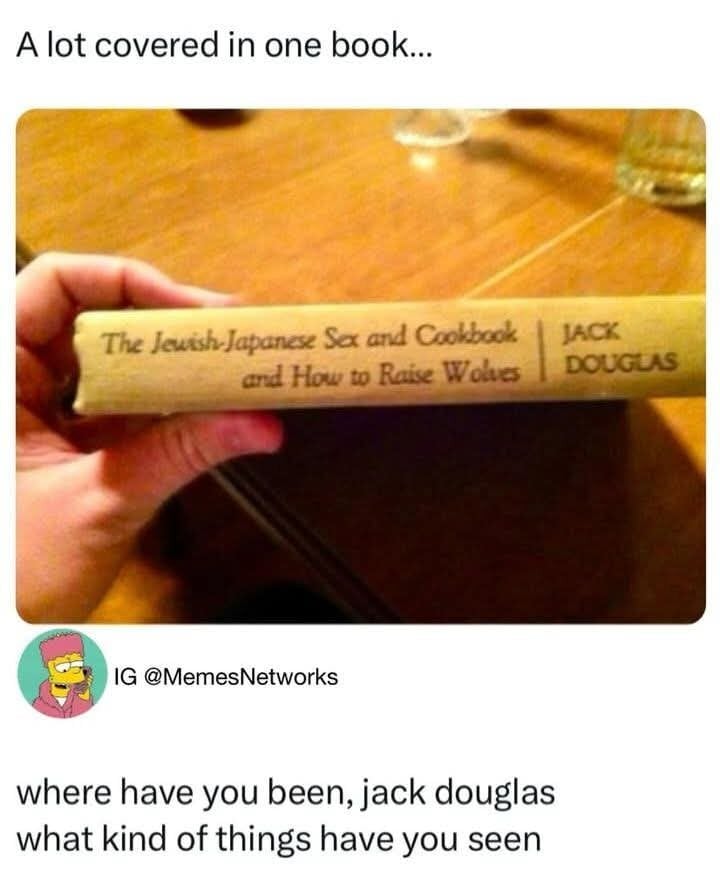 A lot covered in one book...
The Jewish-Japanese Sex and Cookbook
and How to Raise Wolves
JACK
DOUGLAS
IG @MemesNetworks
where have you been, jack douglas
what kind of things have you seen